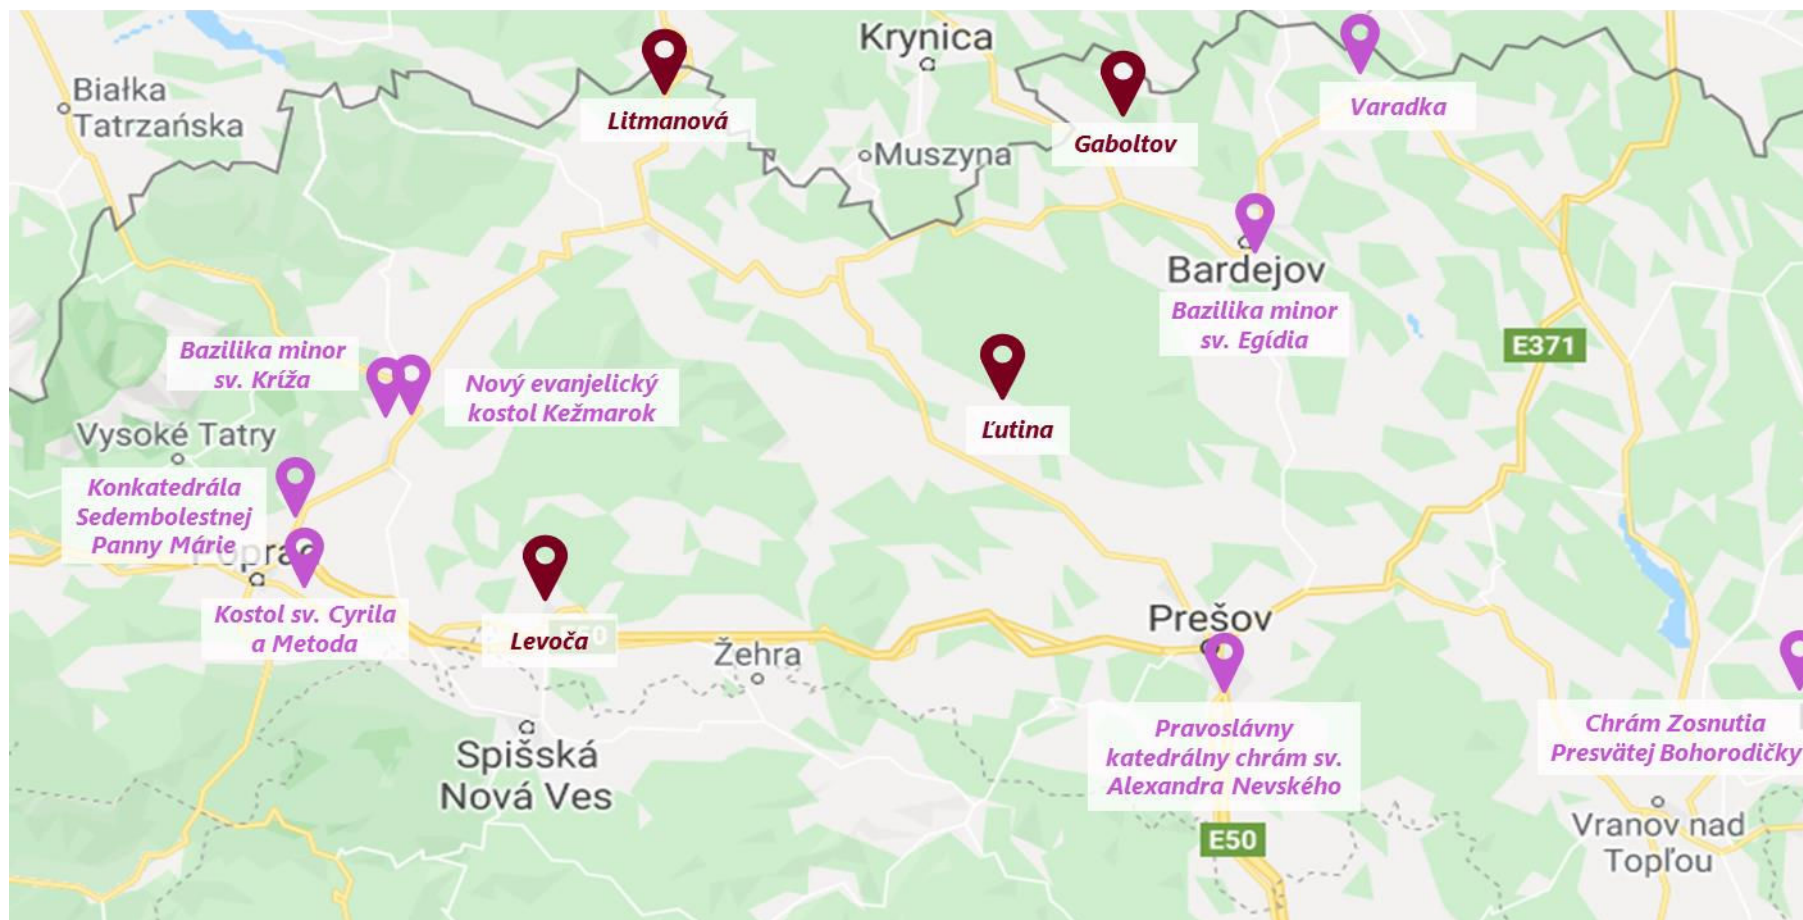 Krynica
Białka
Tatrzańska
Litmanová
Varadka
Gaboltov
Muszyna
Bardejov
Bazilika minor
sv. Egídia
E371
Bazilika minor
sv. Kríža
Nový evanjelický
kostol Kežmarok
Ľutina
Vysoké Tatry
Konkatedrála
Sedembolestnej
Panny Márie
Kostol sv. Cyrila
a Metoda
Levoča
Žehra
Prešov
Spišská
Nová Ves
Pravoslávny
katedrálny chrám sv.
Alexandra Nevského
Chrám Zosnutia
Presvätej Bohorodičky
E50
Vranov nad
Topľou